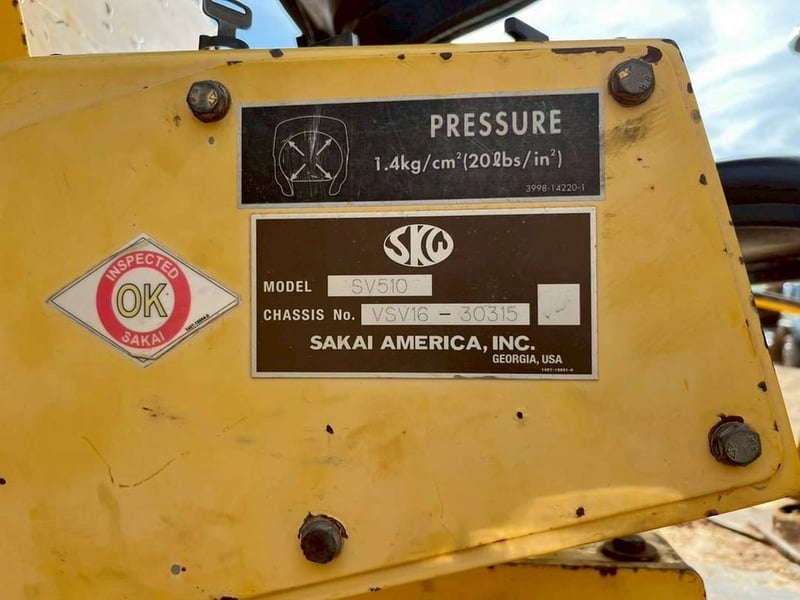 PRESSURE
1.4kg/cm²(20lbs/in²)
3998-14220-1
SKW
MODEL SV510
CHASSIS No. VSV16 - 30315
SAKAI AMERICA, INC.
GEORGIA, USA
INSPECTED
OK
SAKAI